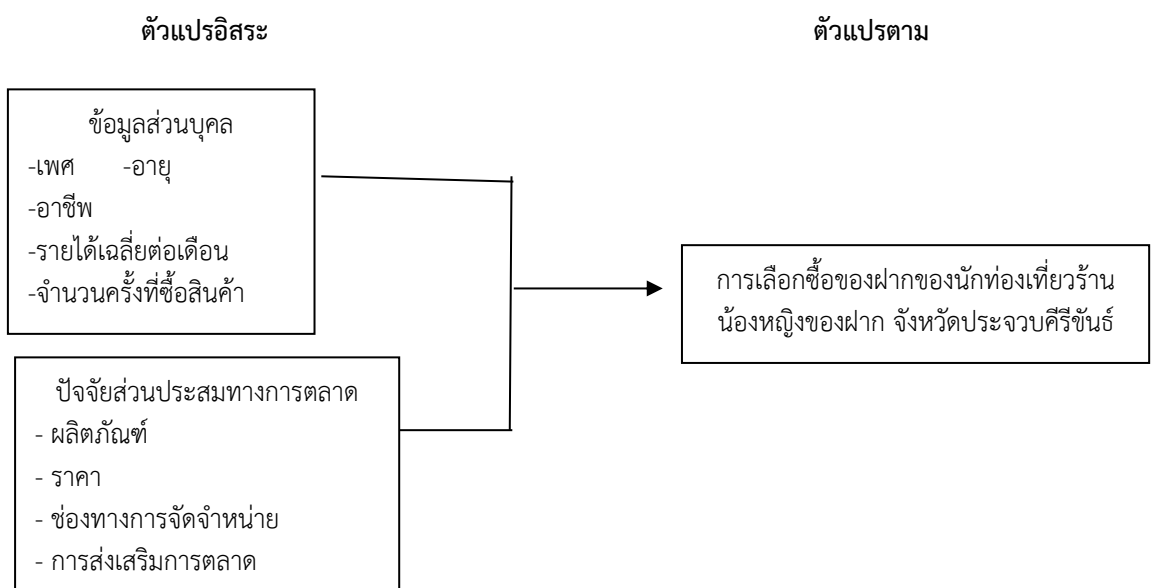 ตัวแปรอิสระ ตัวแปรตาม
ข้อมูลส่วนบุคล
-เพศ -อายุ
-อาชีพ
-รายได้เฉลี่ยต่อเดือน
-จำนวนครั้งที่ซื้อสินค้า
การเลือกซื้อของฝากของนักท่องเที่ยวร้าน
น้องหญิงของฝาก จังหวัดประจวบคีรีขันธ์
ปัจจัยส่วนประสมทางการตลาด
- ผลิตภัณฑ์
- ราคา
- ช่องทางการจัดจำหน่าย
- การส่งเสริมการตลาด